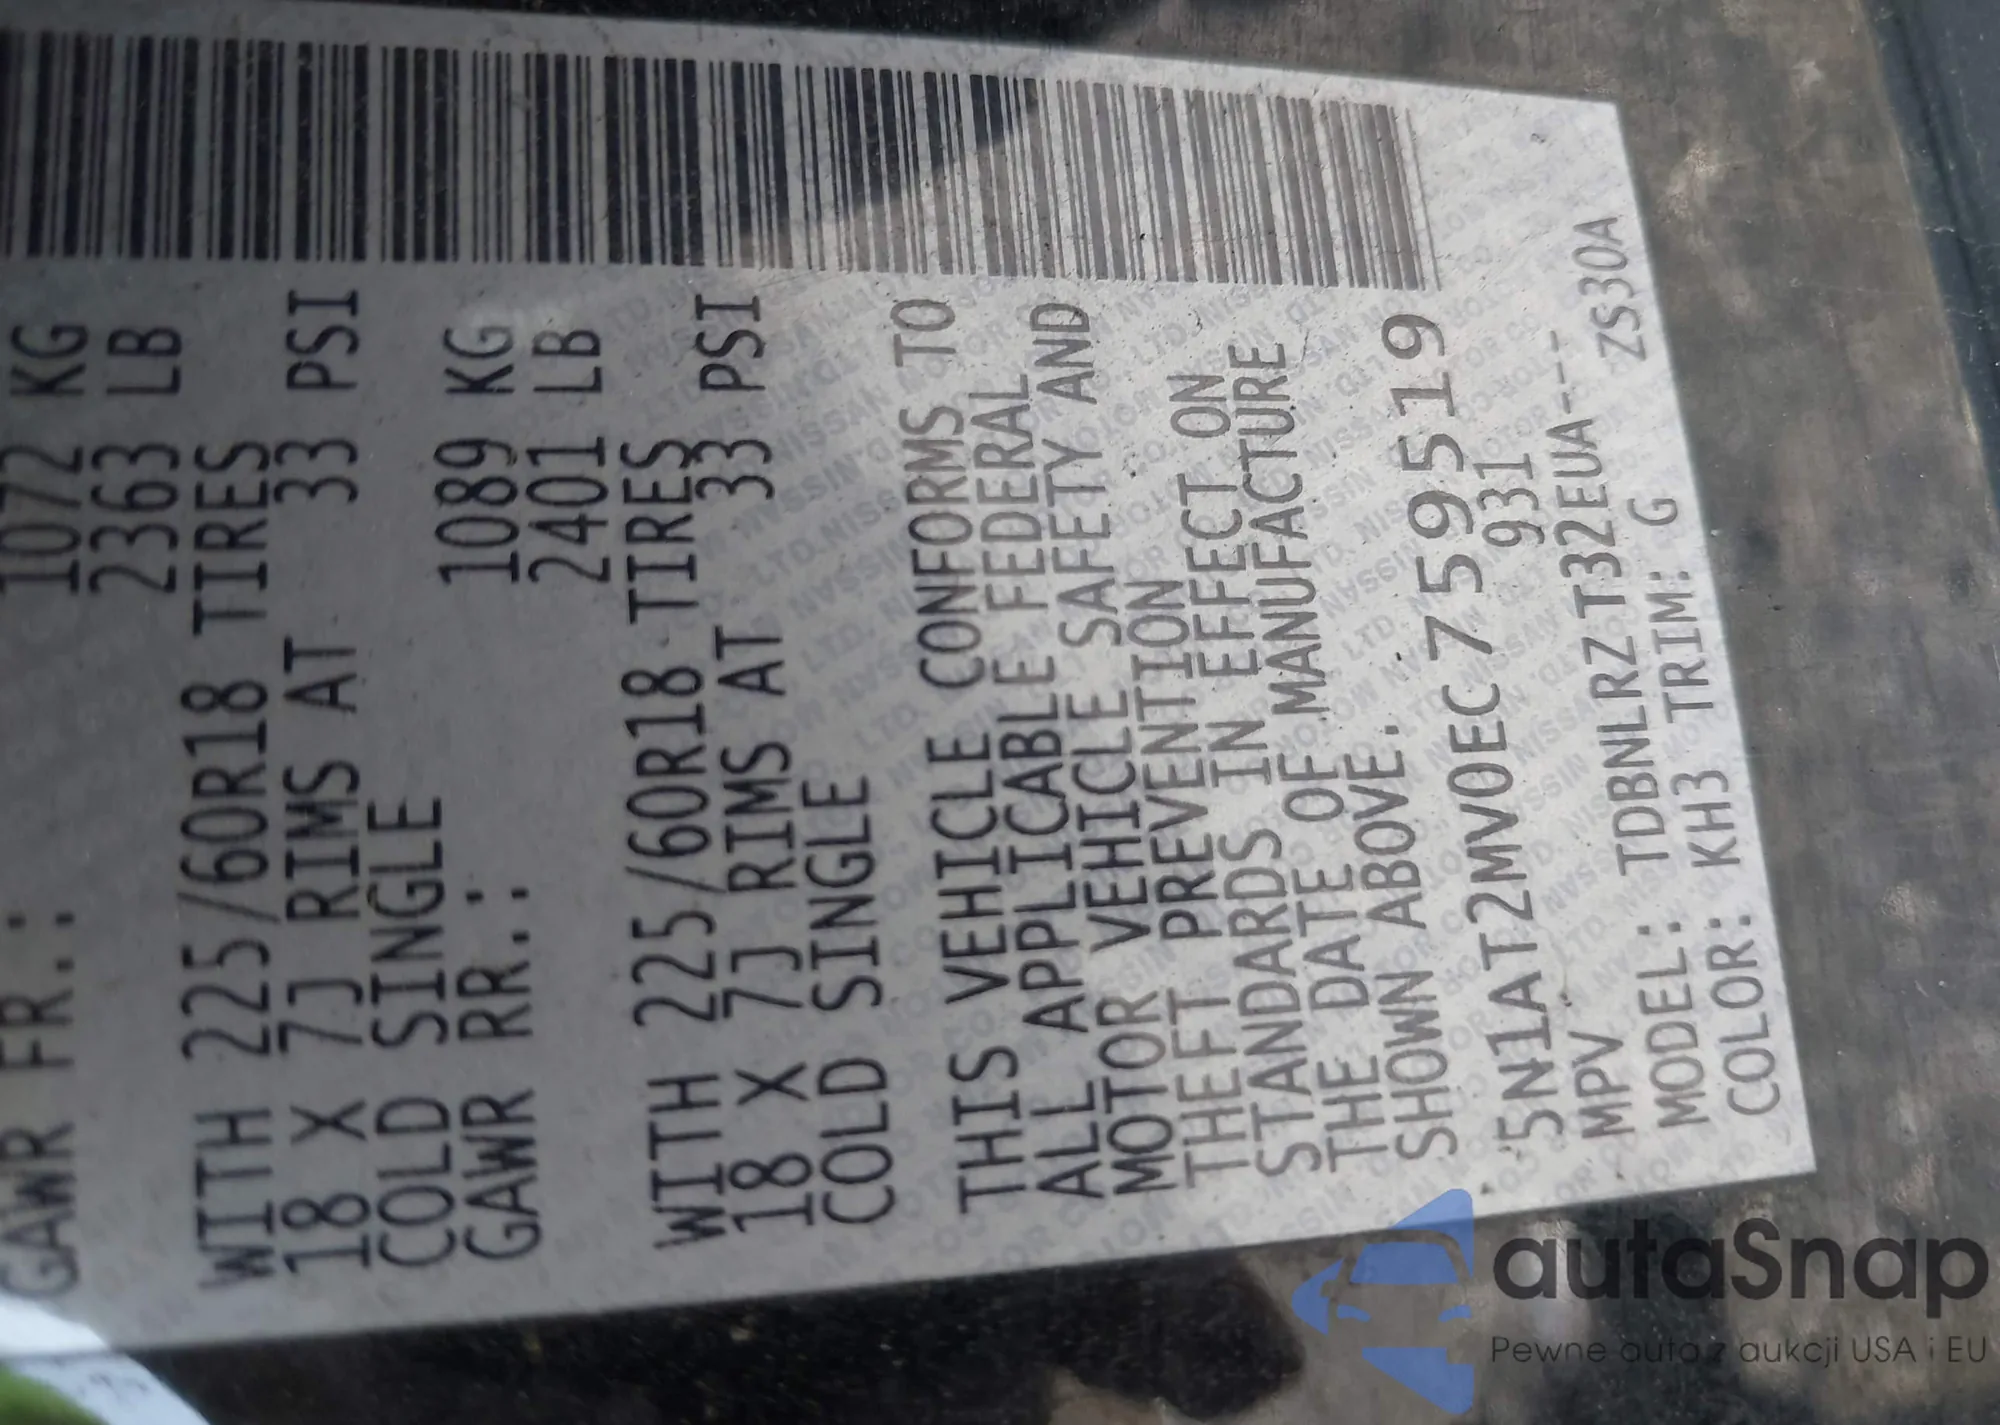 GAWR FR.: 1072 KG
2363 LB
WITH 225/60R18 TIRES
18 X 7J RIMS AT 33 PSI
COLD SINGLE
GAWR RR.: 1089 KG
2401 LB
WITH 225/60R18 TIRES
18 X 7J RIMS AT 33 PSI
COLD SINGLE
THIS VEHICLE CONFORMS TO
ALL APPLICABLE FEDERAL
MOTOR VEHICLE SAFETY AND
THEFT PREVENTION
STANDARDS IN EFFECT ON
THE DATE OF MANUFACTURE
SHOWN ABOVE.
5N1AT2MV0EC759519
MPV 931
MODEL: TDBNLRZ T32EUA---
COLOR: KH3 TRIM: G ZS30A
autaSnap
Pewne auta z aukcji USA i EU